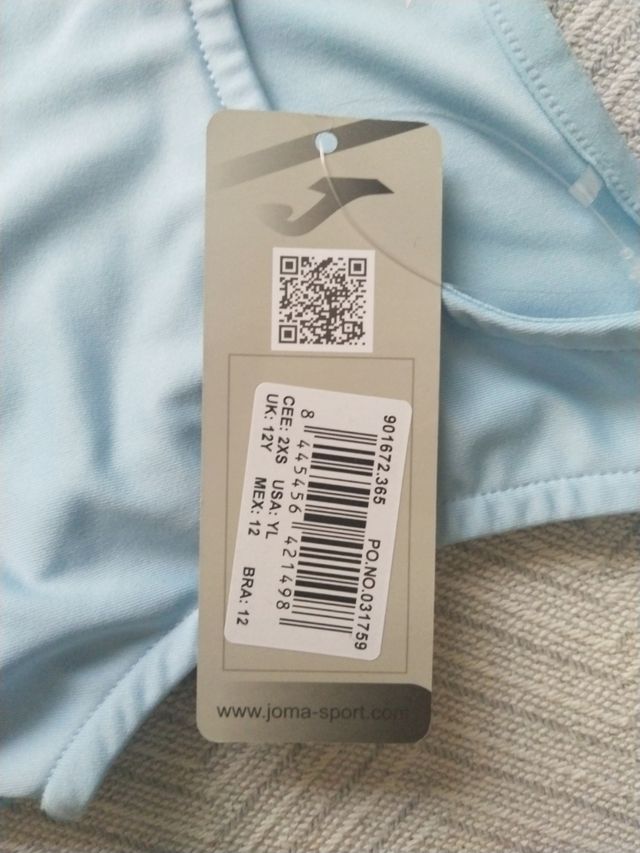 901672.365 PO.NO.031759
8 445456 421498
CEE: 2XS USA: YL
UK: 12Y MEX: 12 BRA: 12
www.joma-sport.com